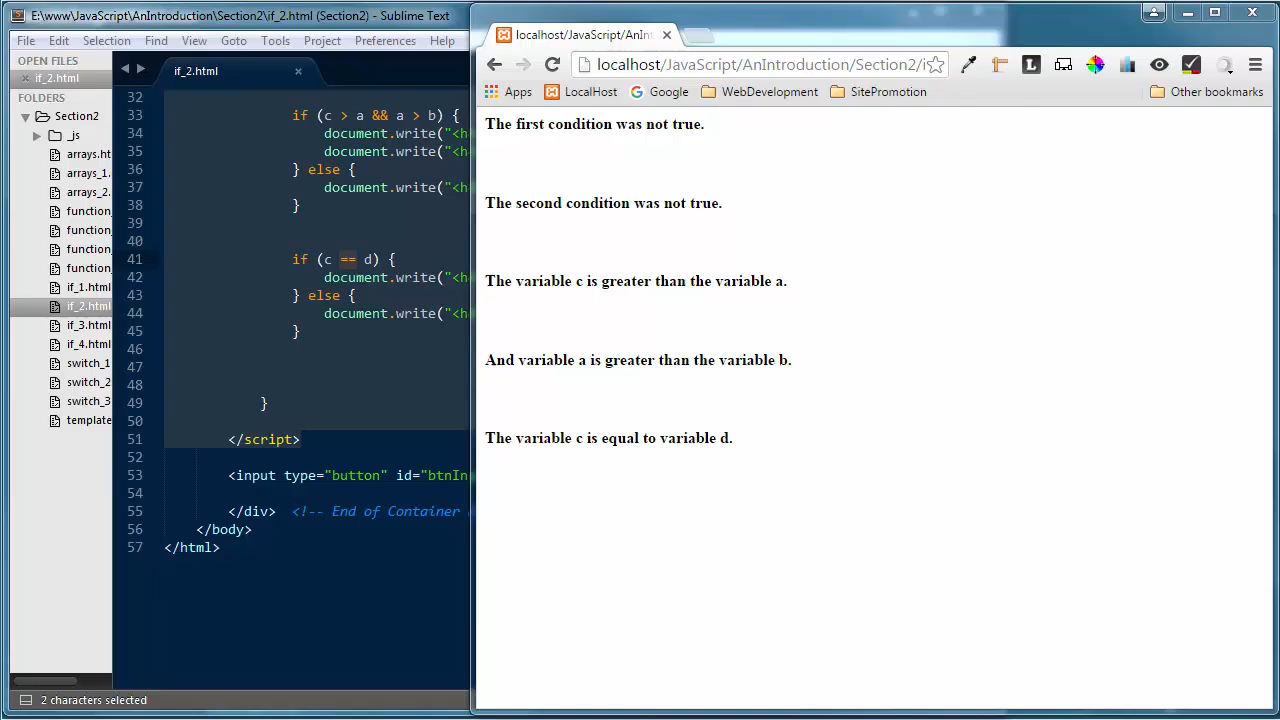 E:\www\JavaScript\AnIntroduction\Section2\if_2.html (Section2) - Sublime Text
File Edit Selection Find View Goto Tools Project Preferences Help
OPEN FILES
if_2.html
FOLDERS
Section2
_js
arrays.ht
arrays_1.
arrays_2.
function_
function_
function_
function_
if_1.html
if_2.html
if_3.html
if_4.html
switch_1
switch_2
switch_3
template
if_2.html
32
33 if (c > a && a > b) {
34 document.write("<h
35 document.write("<h
36 } else {
37 document.write("<h
38 }
39
40
41 if (c == d) {
42 document.write("<h
43 } else {
44 document.write("<h
45 }
46
47
48
49 }
50
51 </script>
52
53 <input type="button" id="btnIn
54
55 </div> <!-- End of Container
56 </body>
57 </html>
2 characters selected
localhost/JavaScript/AnInt
localhost/JavaScript/AnIntroduction/Section2/i
Apps LocalHost Google WebDevelopment SitePromotion Other bookmarks
The first condition was not true.
The second condition was not true.
The variable c is greater than the variable a.
And variable a is greater than the variable b.
The variable c is equal to variable d.